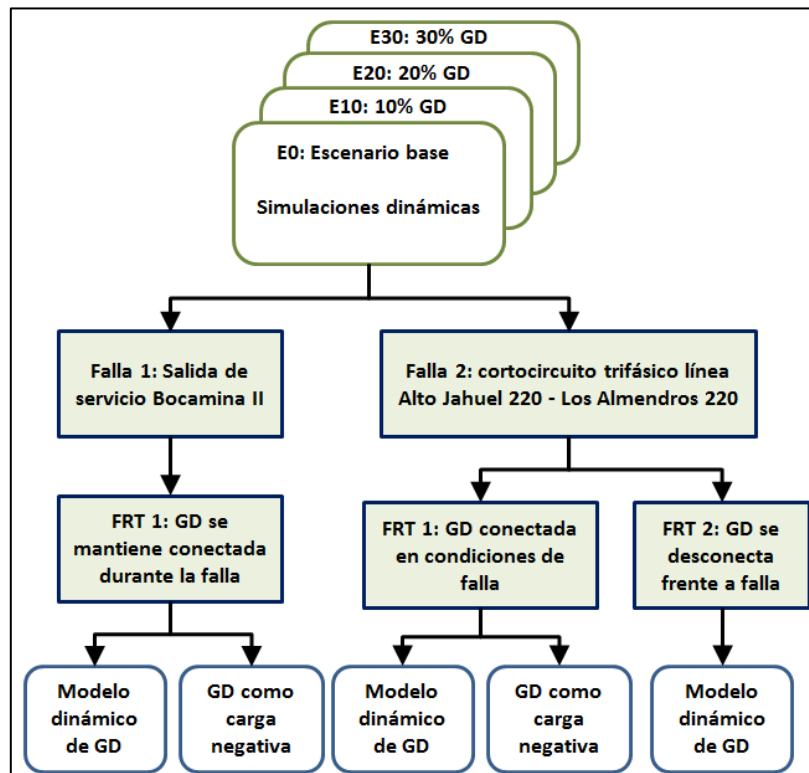 E30: 30% GD
E20: 20% GD
E10: 10% GD
E0: Escenario base
Simulaciones dinámicas
Falla 1: Salida de
servicio Bocamina II
Falla 2: cortocircuito trifásico línea
Alto Jahuel 220 - Los Almendros 220
FRT 1: GD se
mantiene conectada
durante la falla
FRT 1: GD conectada
en condiciones de
falla
FRT 2: GD se
desconecta
frente a falla
Modelo
dinámico
de GD
GD como
carga
negativa
Modelo
dinámico
de GD
GD como
carga
negativa
Modelo
dinámico
de GD